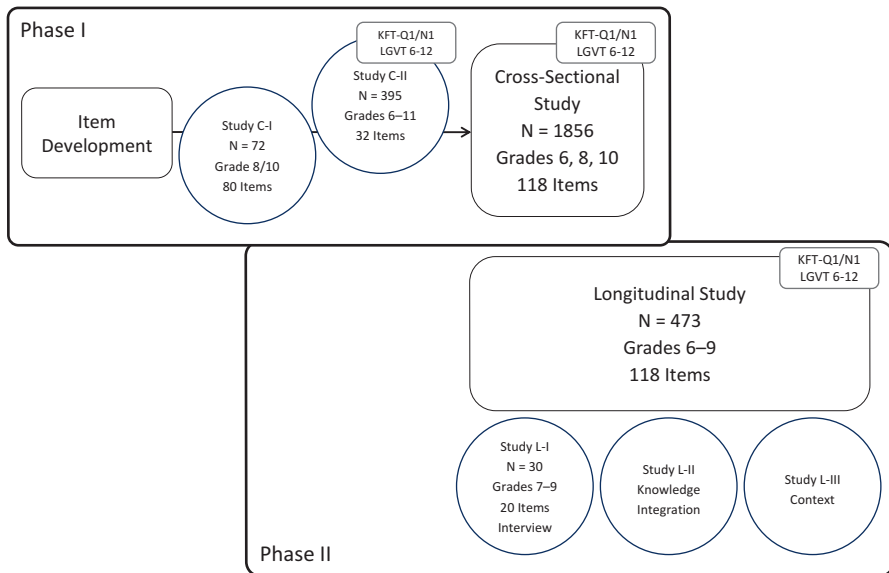 Phase I
Item
Development
Study C-I
N = 72
Grade 8/10
80 Items
KFT-Q1/N1
LGVT 6-12
Study C-II
N = 395
Grades 6–11
32 Items
KFT-Q1/N1
LGVT 6-12
Cross-Sectional
Study
N = 1856
Grades 6, 8, 10
118 Items
KFT-Q1/N1
LGVT 6-12
Longitudinal Study
N = 473
Grades 6–9
118 Items
Study L-I
N = 30
Grades 7–9
20 Items
Interview
Study L-II
Knowledge
Integration
Study L-III
Context
Phase II